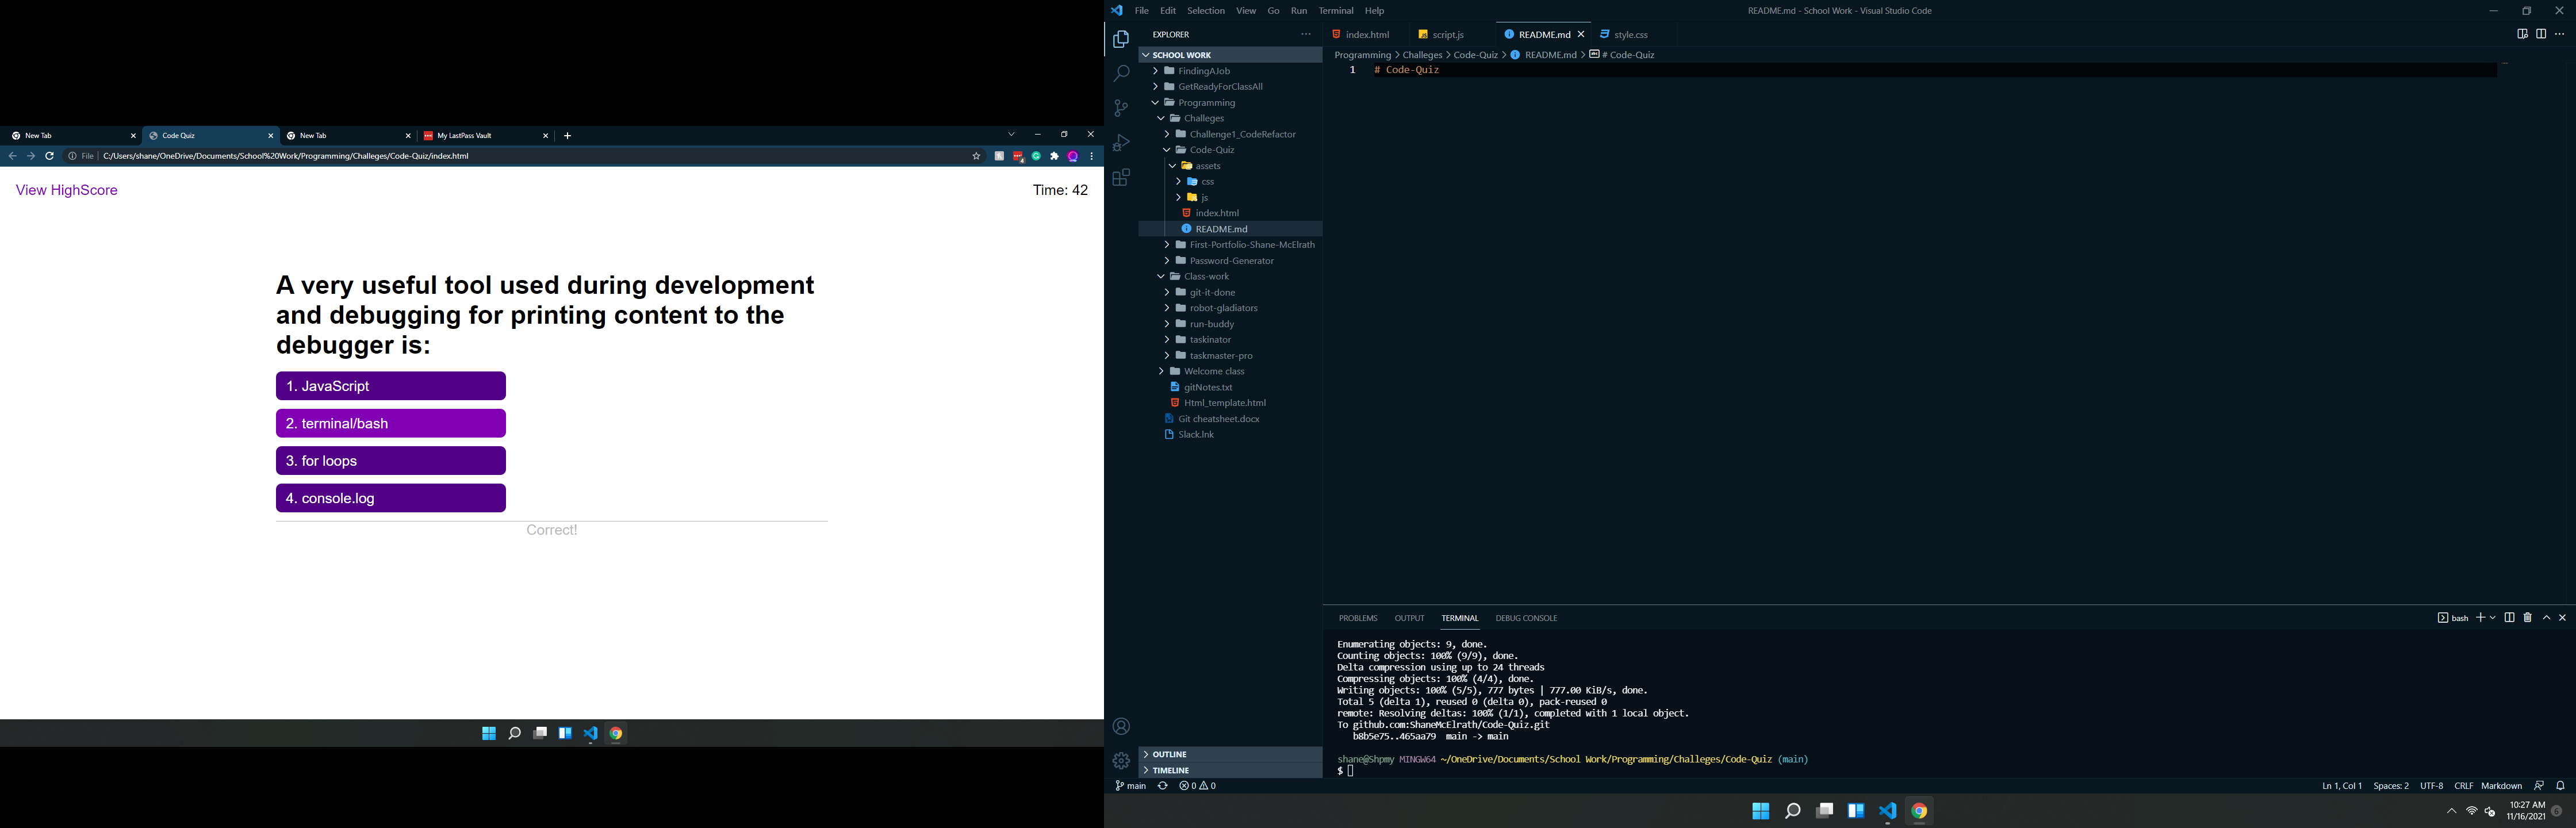 New Tab
Code Quiz
New Tab
My LastPass Vault
File
C:/Users/shane/OneDrive/Documents/School%20Work/Programming/Challeges/Code-Quiz/index.html
View HighScore
Time: 42
A very useful tool used during development
and debugging for printing content to the
debugger is:
1. JavaScript
2. terminal/bash
3. for loops
4. console.log
Correct!
File Edit Selection View Go Run Terminal Help
README.md - School Work - Visual Studio Code
EXPLORER
SCHOOL WORK
FindingAJob
GetReadyForClassAll
Programming
Challeges
Challenge1_CodeRefactor
Code-Quiz
assets
css
js
index.html
README.md
First-Portfolio-Shane-McElrath
Password-Generator
Class-work
git-it-done
robot-gladiators
run-buddy
taskinator
taskmaster-pro
Welcome class
gitNotes.txt
Html_template.html
Git cheatsheet.docx
Slack.lnk
OUTLINE
TIMELINE
index.html
script.js
README.md
style.css
Programming > Challeges > Code-Quiz > README.md > # Code-Quiz
1 # Code-Quiz
PROBLEMS OUTPUT TERMINAL DEBUG CONSOLE
bash
Enumerating objects: 9, done.
Counting objects: 100% (9/9), done.
Delta compression using up to 24 threads
Compressing objects: 100% (4/4), done.
Writing objects: 100% (5/5), 777 bytes | 777.00 KiB/s, done.
Total 5 (delta 1), reused 0 (delta 0), pack-reused 0
remote: Resolving deltas: 100% (1/1), completed with 1 local object.
To github.com:ShaneMcElrath/Code-Quiz.git
b8b5e75..465aa79 main -> main
shane@Shpmy MINGW64 ~/OneDrive/Documents/School Work/Programming/Challeges/Code-Quiz (main)
$
main
0 0
Ln 1, Col 1 Spaces: 2 UTF-8 CRLF Markdown
10:27 AM
11/16/2021
6